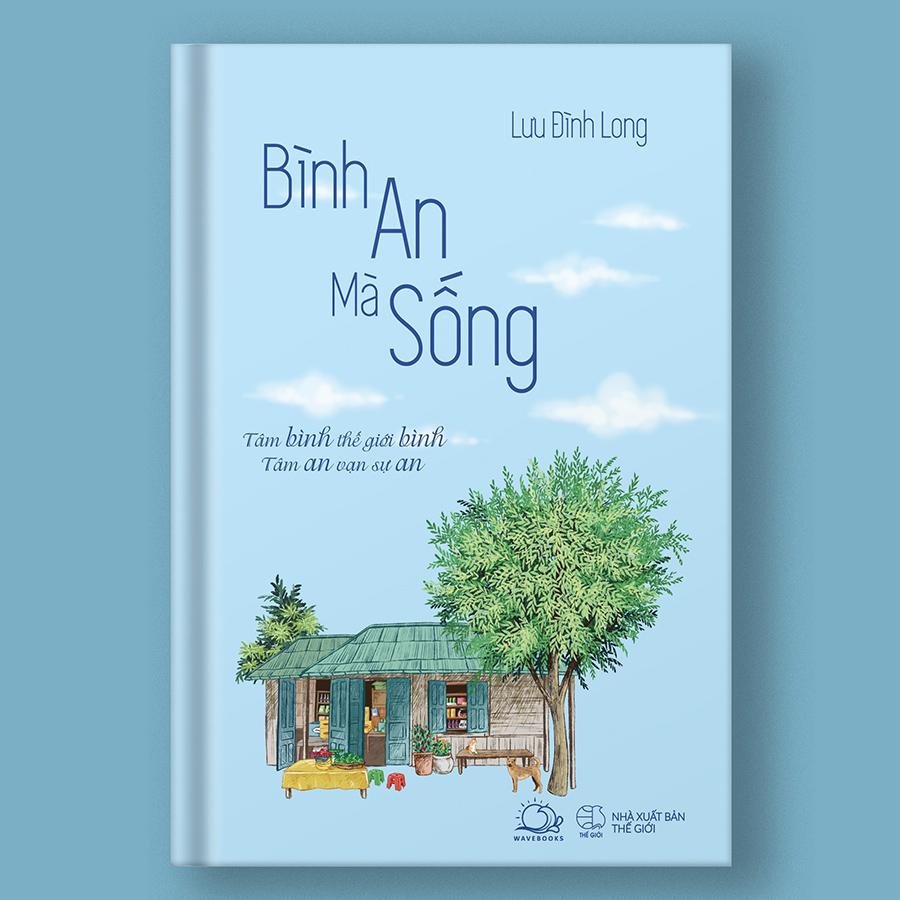 Lưu Đình Long
Bình
An
Mà Sống
Tâm bình thế giới bình
Tâm an vạn sự an
WAVEBOOKS
THẾ GIỚI
NHÀ XUẤT BẢN
THẾ GIỚI